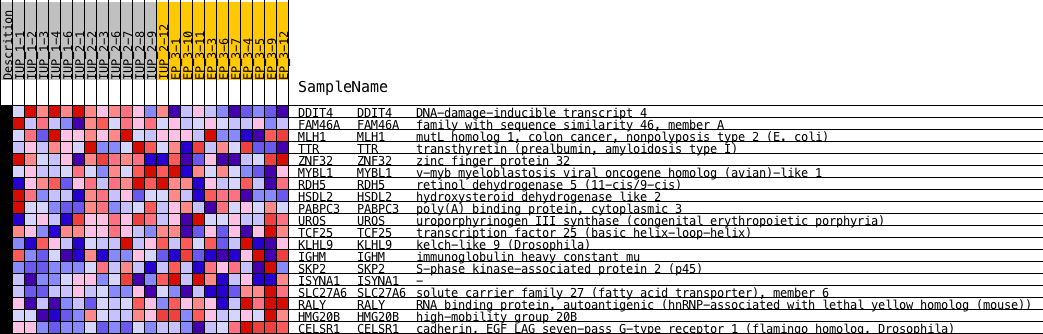 Descrition
IUP_1-1
IUP_1-2
IUP_1-3
IUP_1-4
IUP_1-6
IUP_2-1
IUP_2-2
IUP_2-3
IUP_2-6
IUP_2-7
IUP_2-8
IUP_2-9
IUP_2-12
EP_3-1
EP_3-10
EP_3-11
EP_3-3
EP_3-6
EP_3-7
EP_3-4
EP_3-5
EP_3-9
EP_3-12
SampleName
DDIT4 DDIT4 DNA-damage-inducible transcript 4
FAM46A FAM46A family with sequence similarity 46, member A
MLH1 MLH1 mutL homolog 1, colon cancer, nonpolyposis type 2 (E. coli)
TTR TTR transthyretin (prealbumin, amyloidosis type I)
ZNF32 ZNF32 zinc finger protein 32
MYBL1 MYBL1 v-myb myeloblastosis viral oncogene homolog (avian)-like 1
RDH5 RDH5 retinol dehydrogenase 5 (11-cis/9-cis)
HSDL2 HSDL2 hydroxysteroid dehydrogenase like 2
PABPC3 PABPC3 poly(A) binding protein, cytoplasmic 3
UROS UROS uroporphyrinogen III synthase (congenital erythropoietic porphyria)
TCF25 TCF25 transcription factor 25 (basic helix-loop-helix)
KLHL9 KLHL9 kelch-like 9 (Drosophila)
IGHM IGHM immunoglobulin heavy constant mu
SKP2 SKP2 S-phase kinase-associated protein 2 (p45)
ISYNA1 ISYNA1 -
SLC27A6 SLC27A6 solute carrier family 27 (fatty acid transporter), member 6
RALY RALY RNA binding protein, autoantigenic (hnRNP-associated with lethal yellow homolog (mouse))
HMG20B HMG20B high-mobility group 20B
CELSR1 CELSR1 cadherin, EGF LAG seven-pass G-type receptor 1 (flamingo homolog, Drosophila)